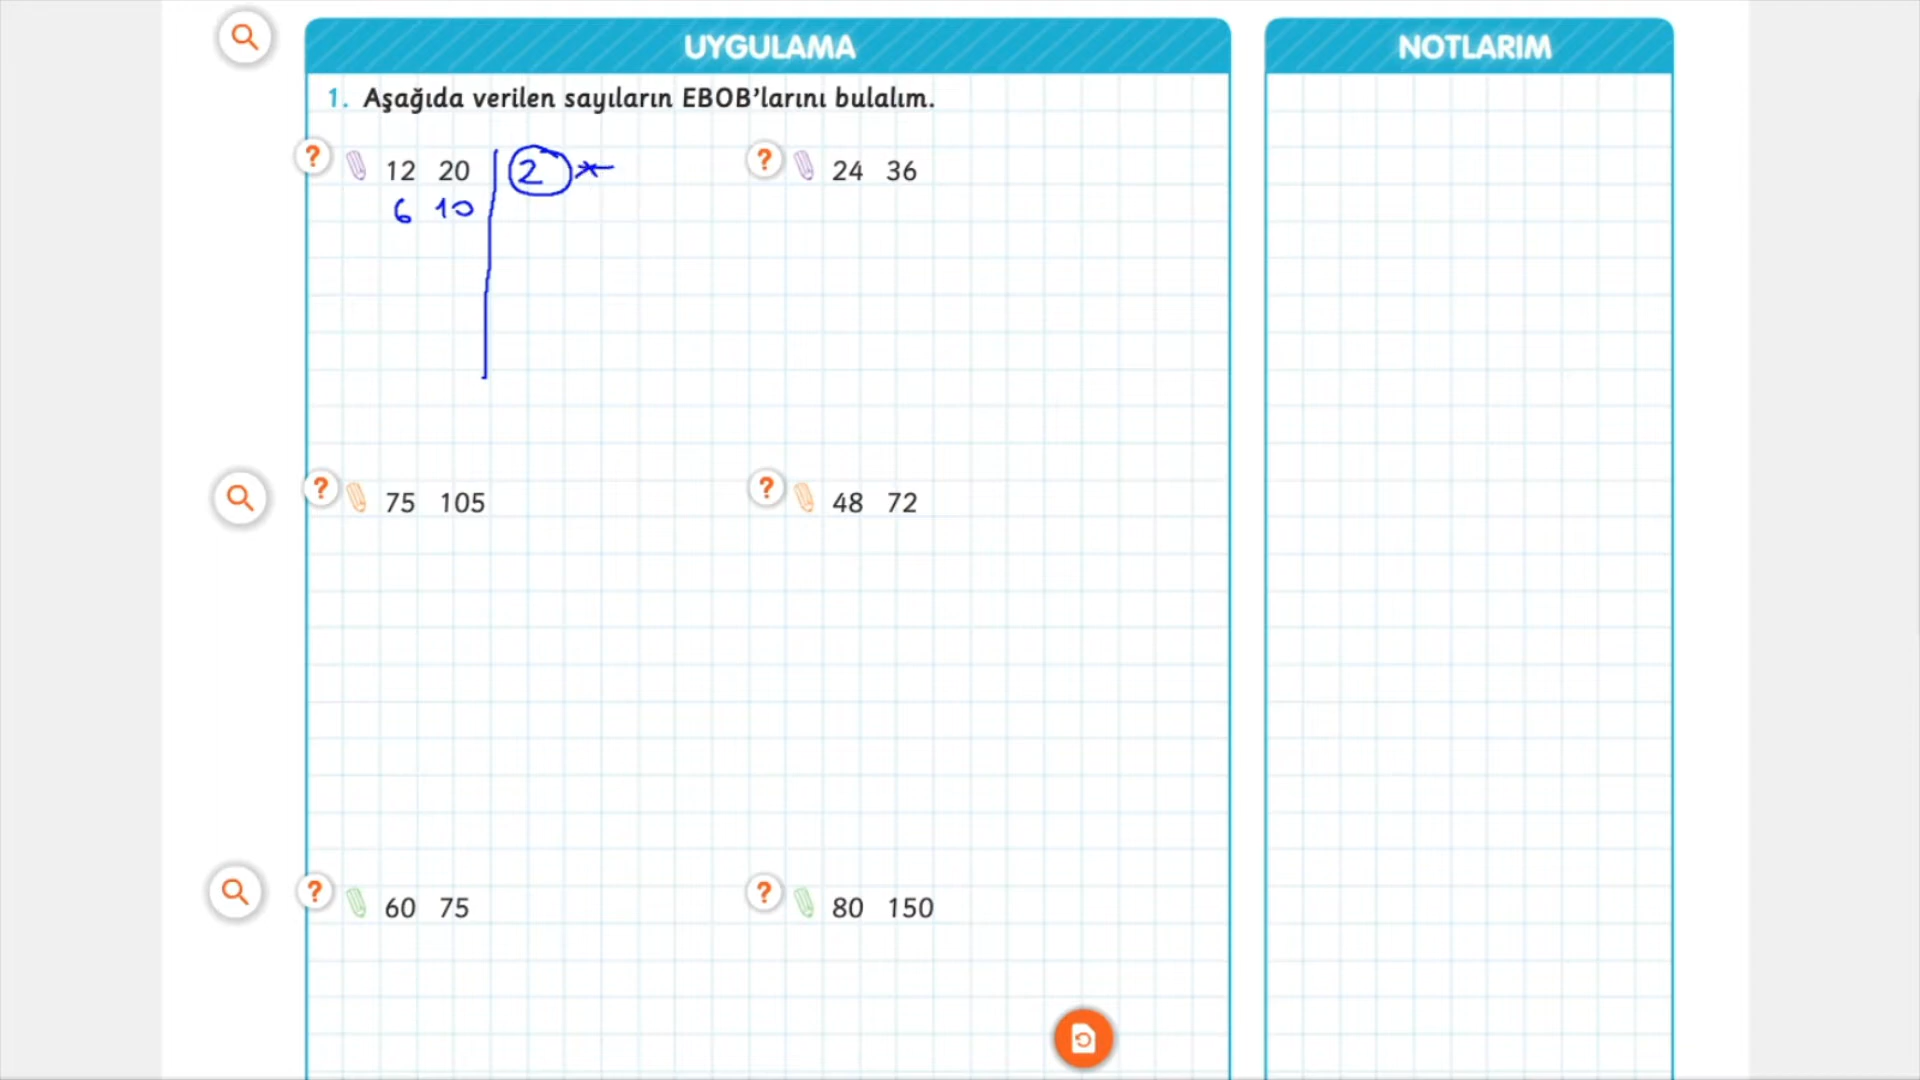 UYGULAMA
NOTLARIM
1. Aşağıda verilen sayıların EBOB'larını bulalım.
? 12 20 2
6 10
? 24 36
? 75 105
? 48 72
? 60 75
? 80 150